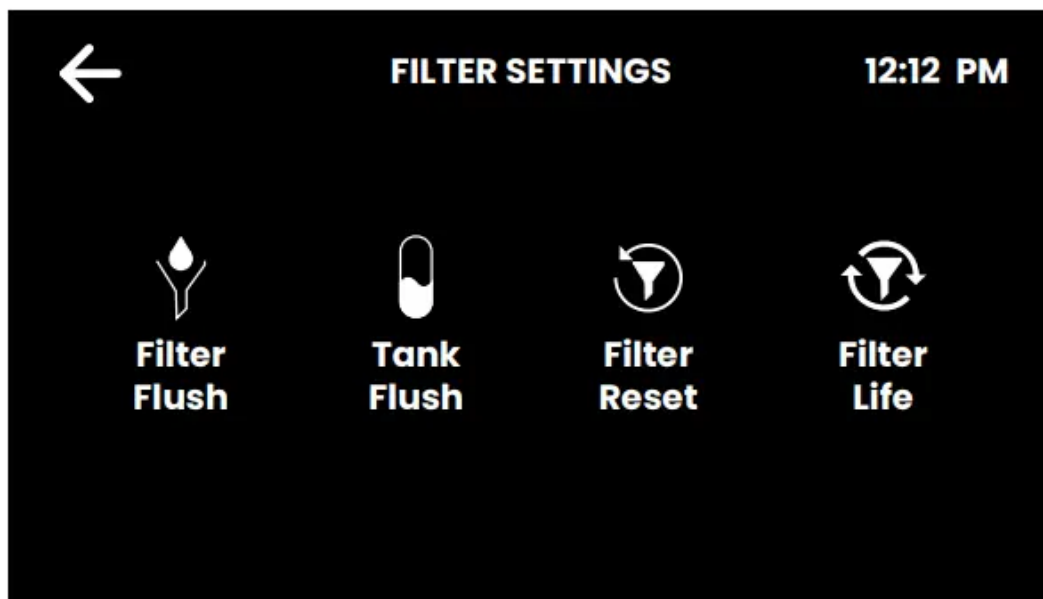 FILTER SETTINGS
12:12 PM
Filter
Flush
Tank
Flush
Filter
Reset
Filter
Life